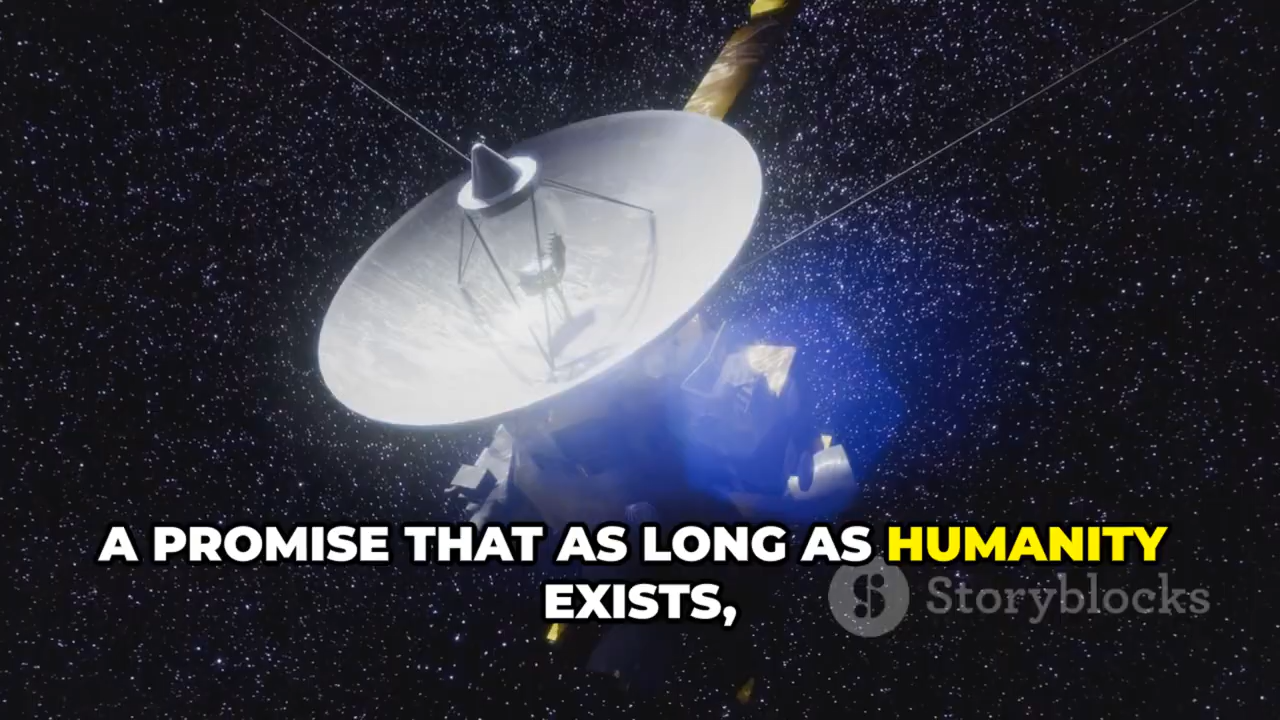 A PROMISE THAT AS LONG AS HUMANITY
EXISTS,
Storyblocks